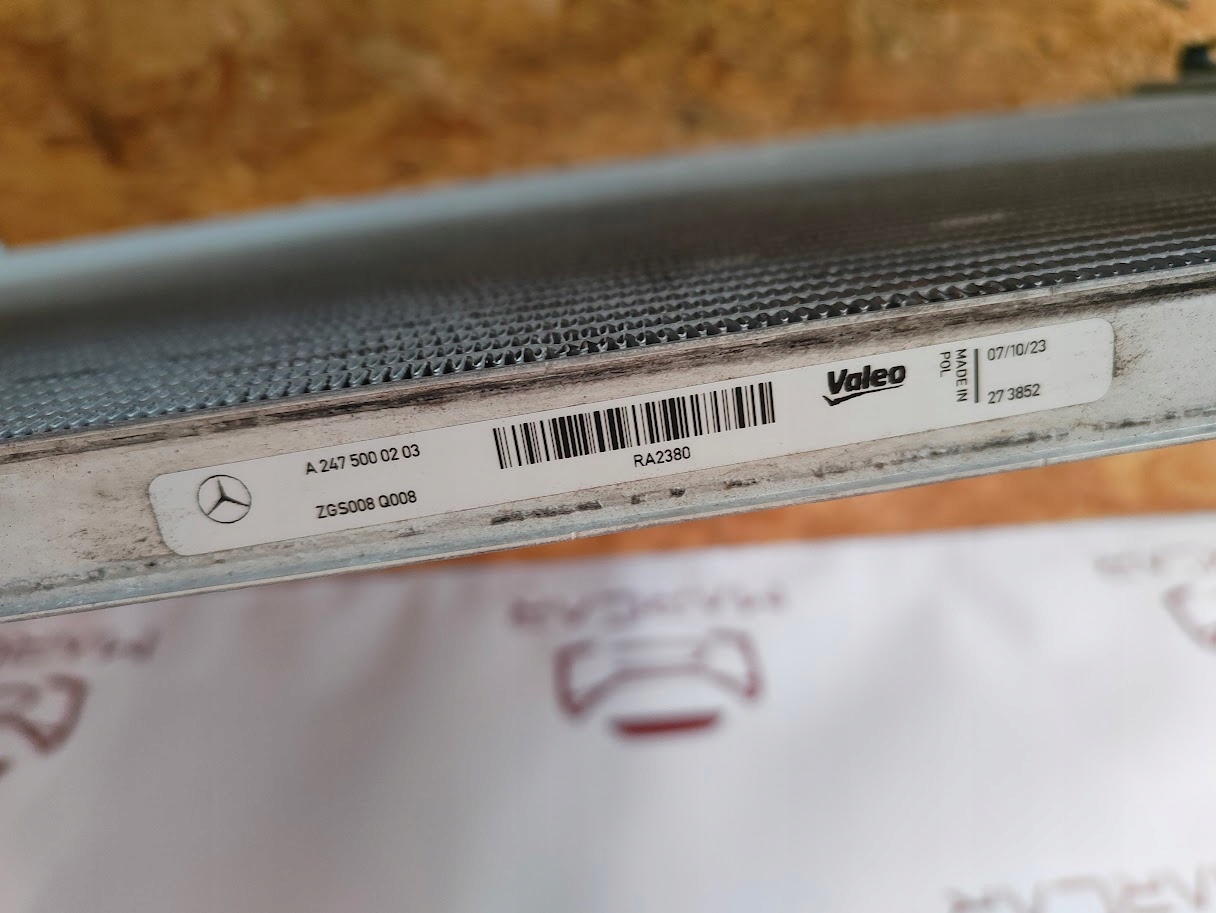 A 247 500 02 03
ZGS008 Q008
RA2380
Valeo
MADE IN
POL
07/10/23
27 3852